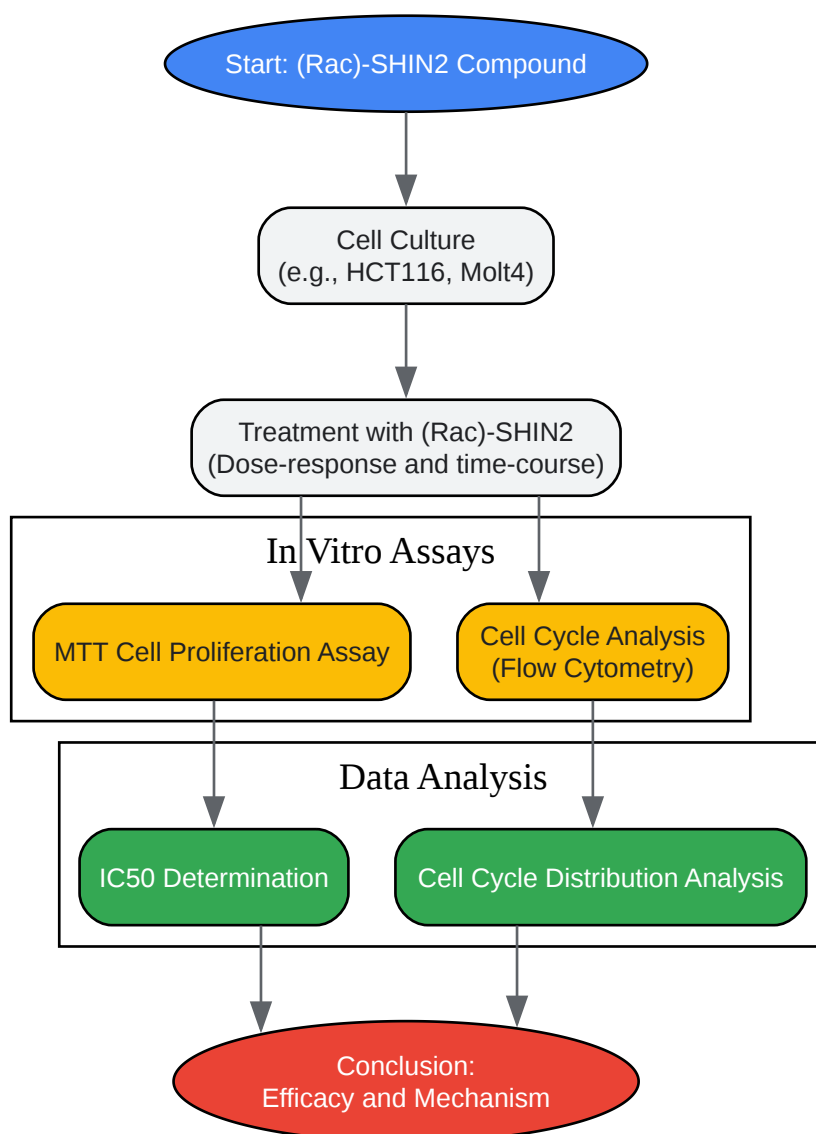 Start: (Rac)-SHIN2 Compound
Cell Culture
(e.g., HCT116, Molt4)
Treatment with (Rac)-SHIN2
(Dose-response and time-course)
In Vitro Assays
MTT Cell Proliferation Assay
Cell Cycle Analysis
(Flow Cytometry)
Data Analysis
IC50 Determination
Cell Cycle Distribution Analysis
Conclusion:
Efficacy and Mechanism